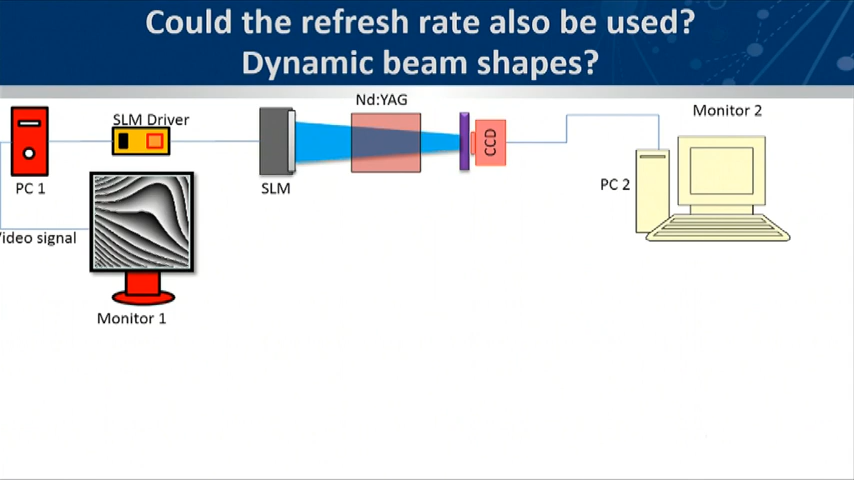 Could the refresh rate also be used?
Dynamic beam shapes?
Nd:YAG
SLM Driver
Monitor 2
CCD
PC 1
SLM
PC 2
Video signal
Monitor 1